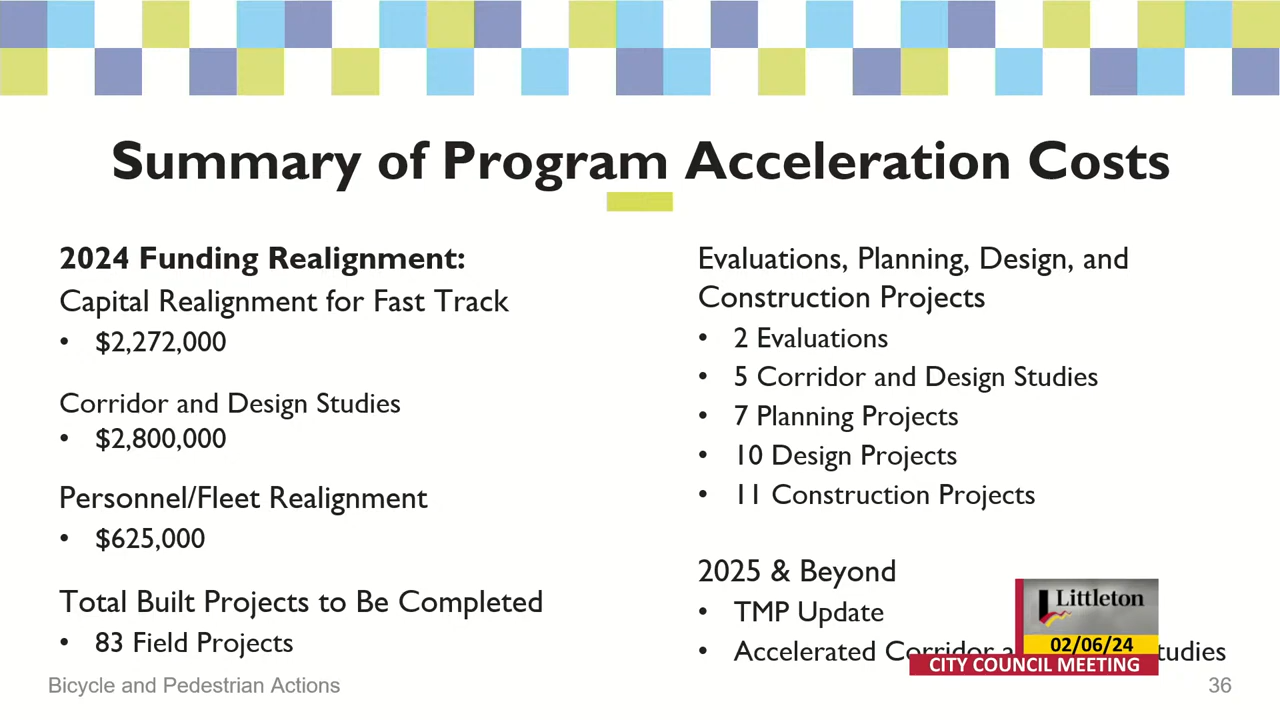 Summary of Program Acceleration Costs
2024 Funding Realignment:
Capital Realignment for Fast Track
• $2,272,000
Corridor and Design Studies
• $2,800,000
Personnel/Fleet Realignment
• $625,000
Total Built Projects to Be Completed
• 83 Field Projects
Evaluations, Planning, Design, and
Construction Projects
• 2 Evaluations
• 5 Corridor and Design Studies
• 7 Planning Projects
• 10 Design Projects
• 11 Construction Projects
2025 & Beyond
• TMP Update
• Accelerated Corridor
Littleton
02/06/24
CITY COUNCIL MEETING
Bicycle and Pedestrian Actions
36